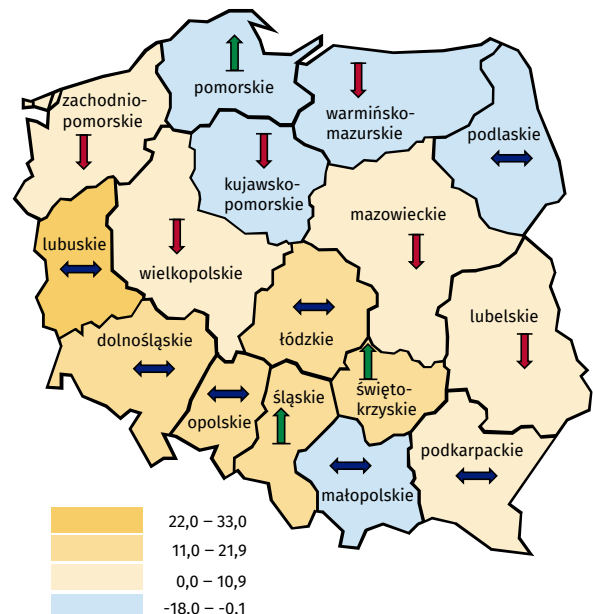 pomorskie
zachodnio-
pomorskie
warmińsko-
mazurskie
podlaskie
kujawsko-
pomorskie
mazowieckie
lubuskie
wielkopolskie
lubelskie
dolnośląskie
łódzkie
śląskie
święto-
krzyskie
opolskie
podkarpackie
małopolskie
22,0 – 33,0
11,0 – 21,9
0,0 – 10,9
-18,0 – -0,1